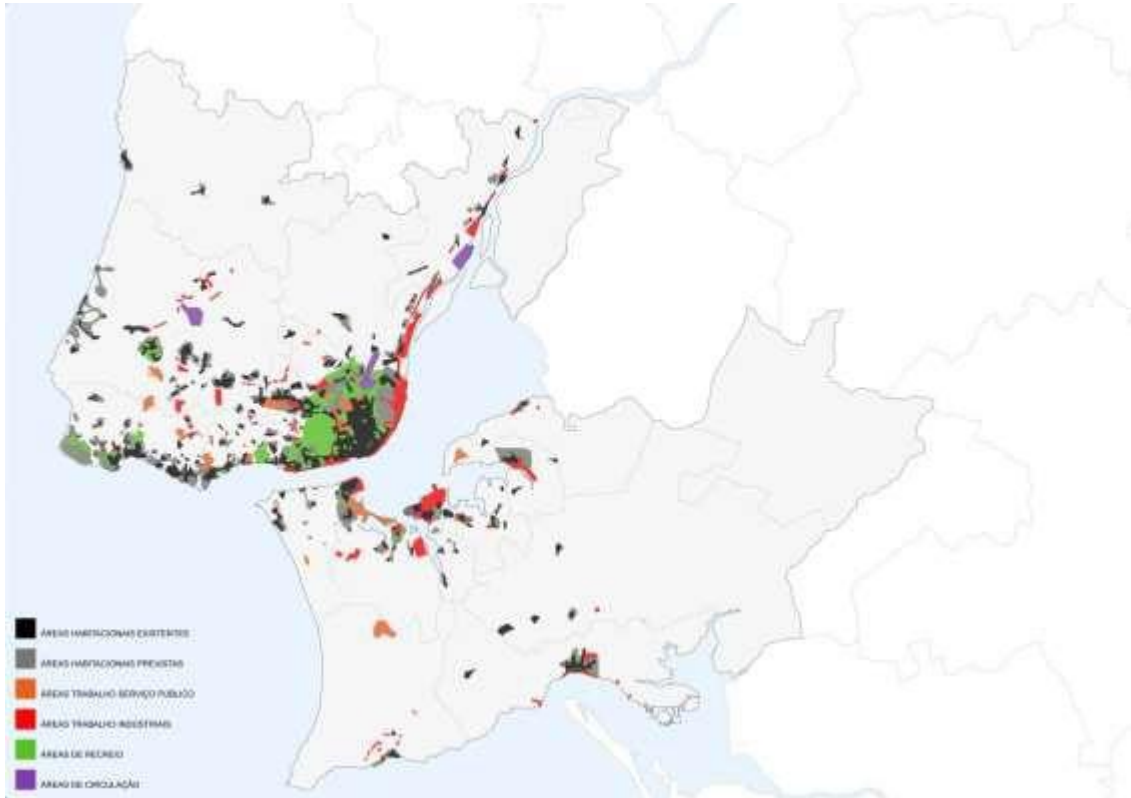 ÁREAS HABITACIONAIS EXISTENTES
ÁREAS HABITACIONAIS PREVISTAS
ÁREAS TRABALHO SERVIÇO PÚBLICO
ÁREAS TRABALHO INDUSTRIAIS
ÁREAS DE RECREIO
ÁREAS DE CIRCULAÇÃO